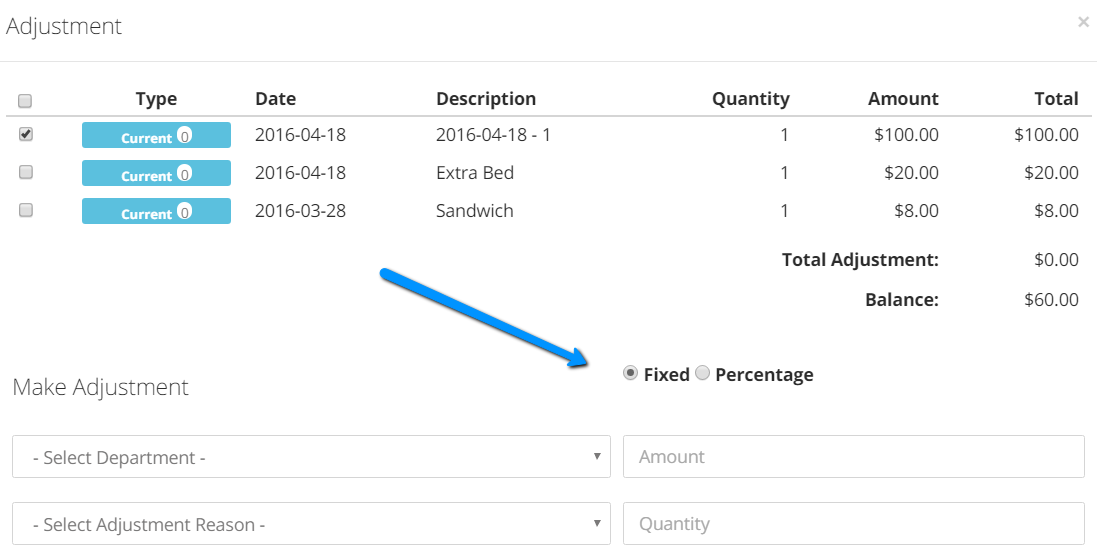 Adjustment ×
Type Date Description Quantity Amount Total
Current 0 2016-04-18 2016-04-18 - 1 1 $100.00 $100.00
Current 0 2016-04-18 Extra Bed 1 $20.00 $20.00
Current 0 2016-03-28 Sandwich 1 $8.00 $8.00
Total Adjustment: $0.00
Balance: $60.00
Fixed Percentage
Make Adjustment
- Select Department - Amount
- Select Adjustment Reason - Quantity